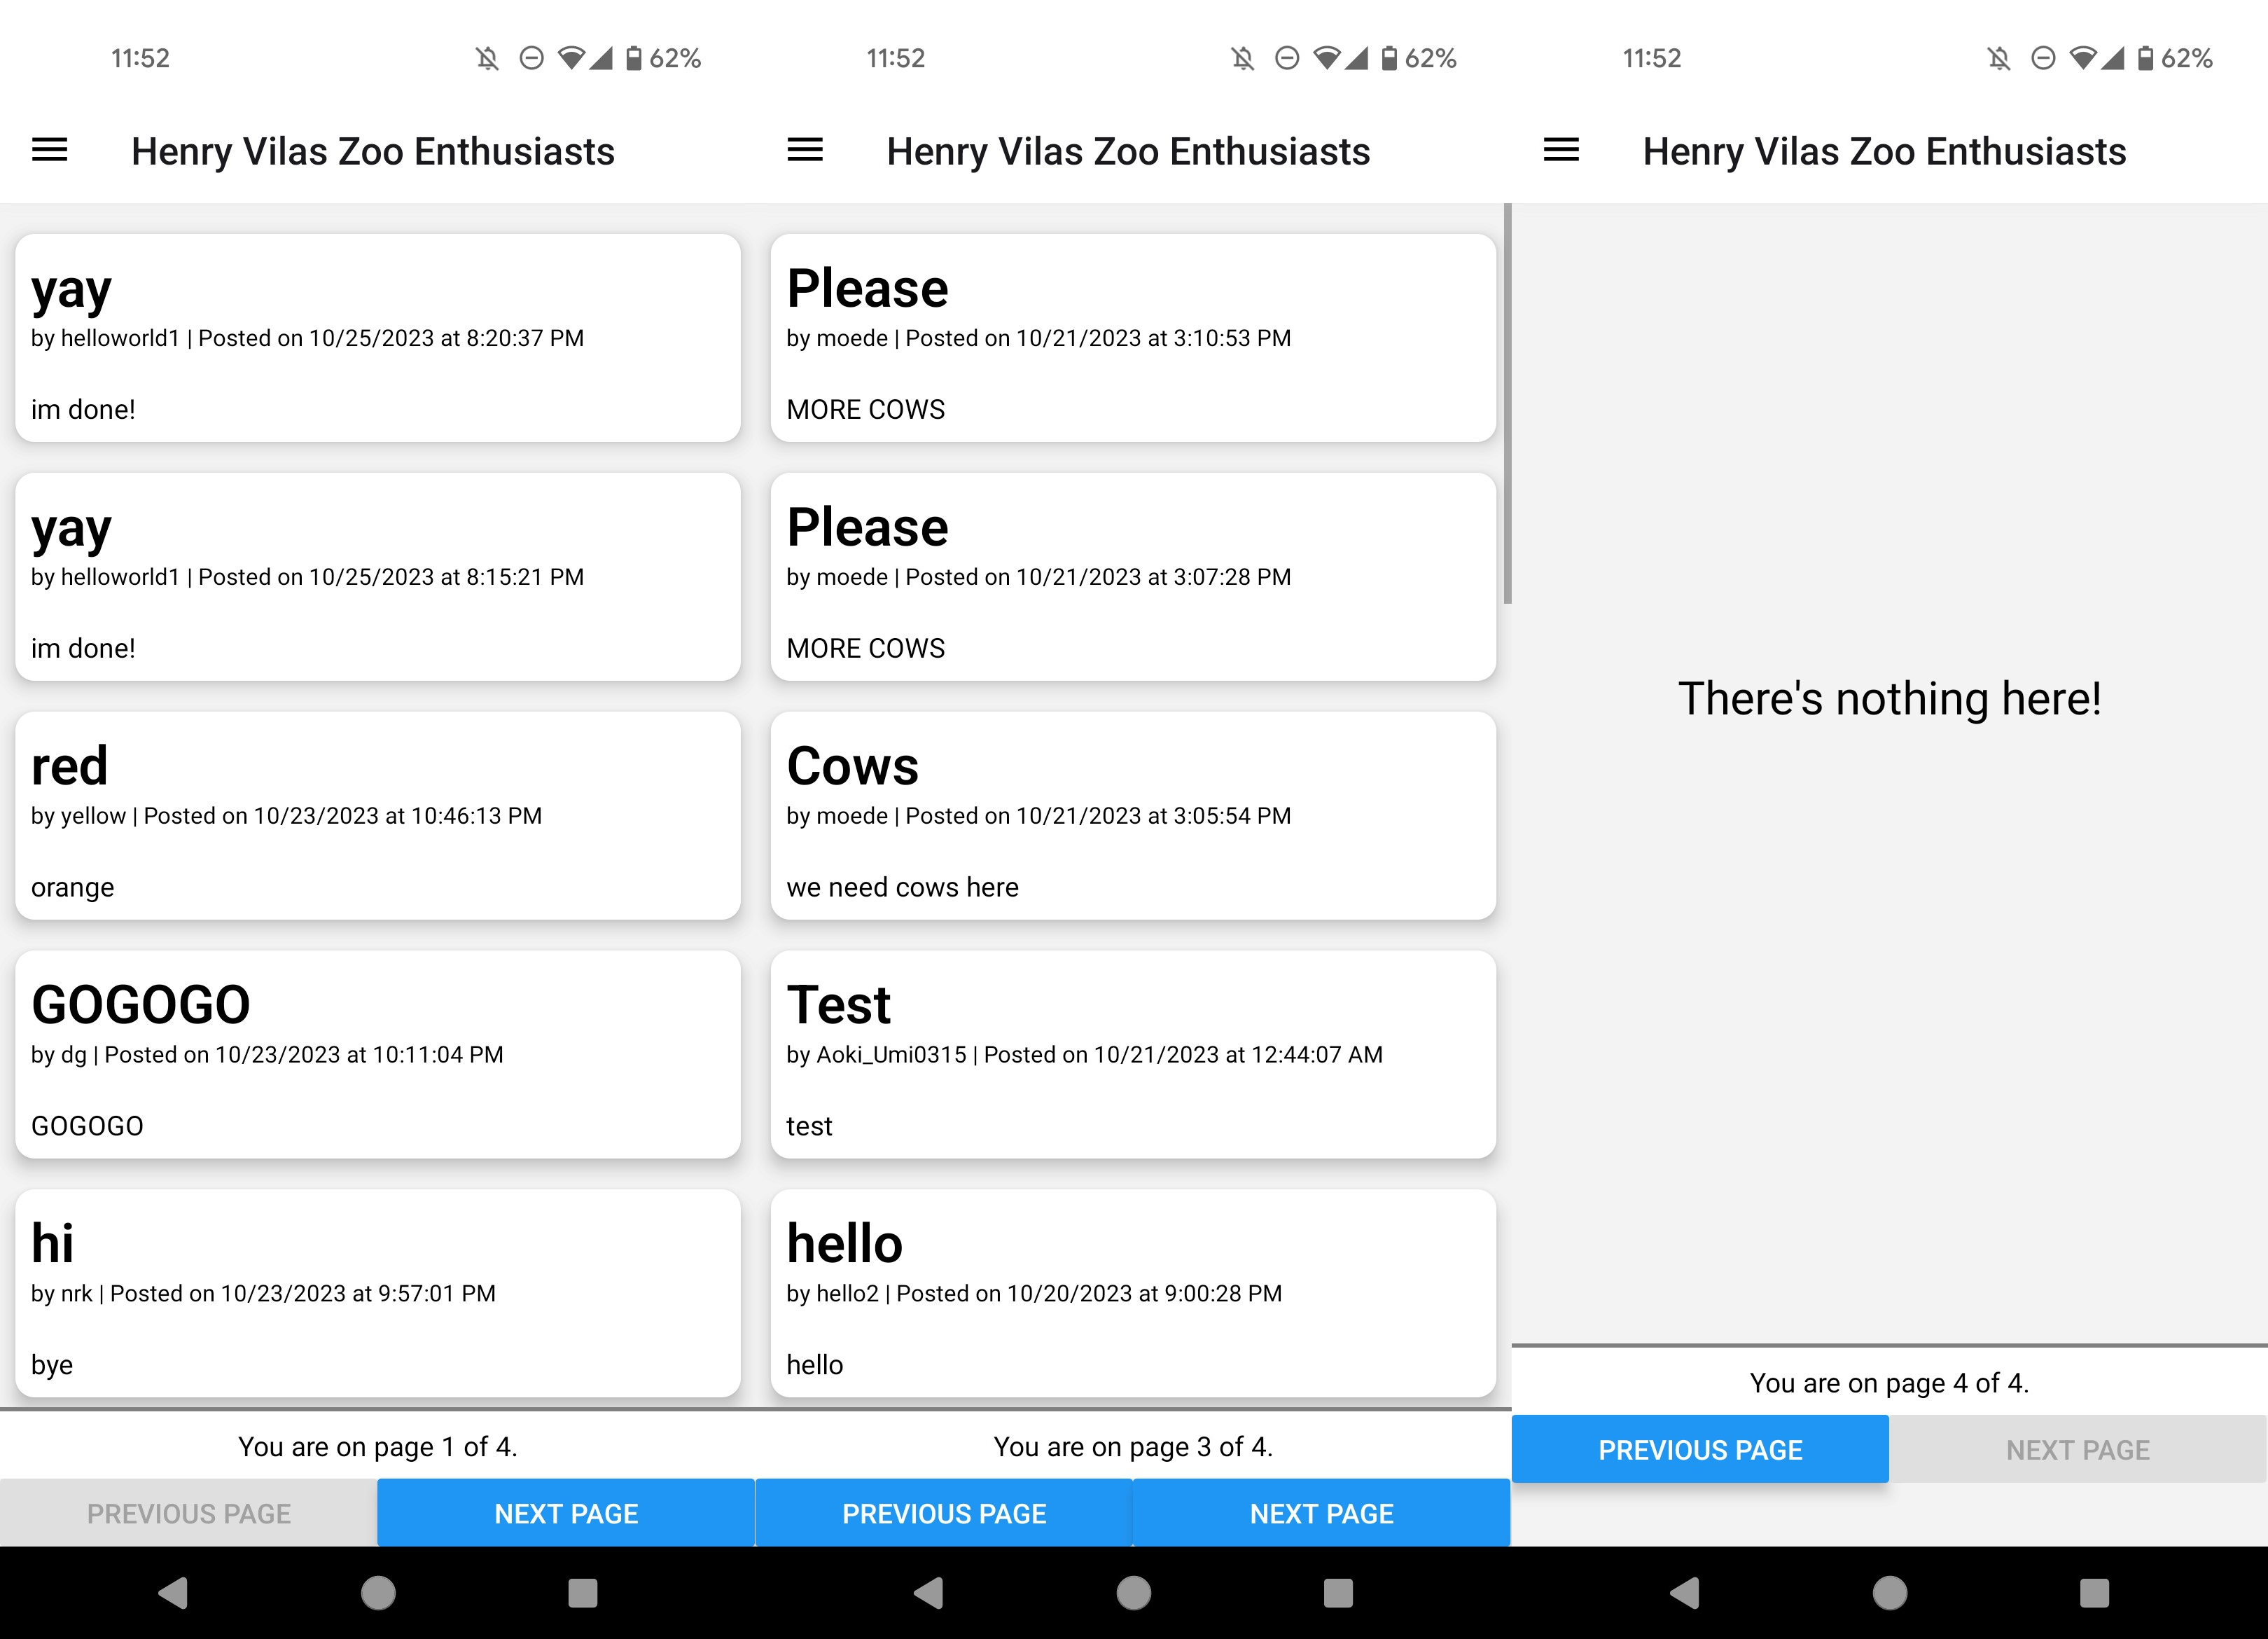 11:52
62%
Henry Vilas Zoo Enthusiasts
yay
by helloworld1 | Posted on 10/25/2023 at 8:20:37 PM
im done!
yay
by helloworld1 | Posted on 10/25/2023 at 8:15:21 PM
im done!
red
by yellow | Posted on 10/23/2023 at 10:46:13 PM
orange
GOGOGO
by dg | Posted on 10/23/2023 at 10:11:04 PM
GOGOGO
hi
by nrk | Posted on 10/23/2023 at 9:57:01 PM
bye
You are on page 1 of 4.
PREVIOUS PAGE
NEXT PAGE
11:52
62%
Henry Vilas Zoo Enthusiasts
Please
by moede | Posted on 10/21/2023 at 3:10:53 PM
MORE COWS
Please
by moede | Posted on 10/21/2023 at 3:07:28 PM
MORE COWS
Cows
by moede | Posted on 10/21/2023 at 3:05:54 PM
we need cows here
Test
by Aoki_Umi0315 | Posted on 10/21/2023 at 12:44:07 AM
test
hello
by hello2 | Posted on 10/20/2023 at 9:00:28 PM
hello
You are on page 3 of 4.
PREVIOUS PAGE
NEXT PAGE
11:52
62%
Henry Vilas Zoo Enthusiasts
There's nothing here!
You are on page 4 of 4.
PREVIOUS PAGE
NEXT PAGE